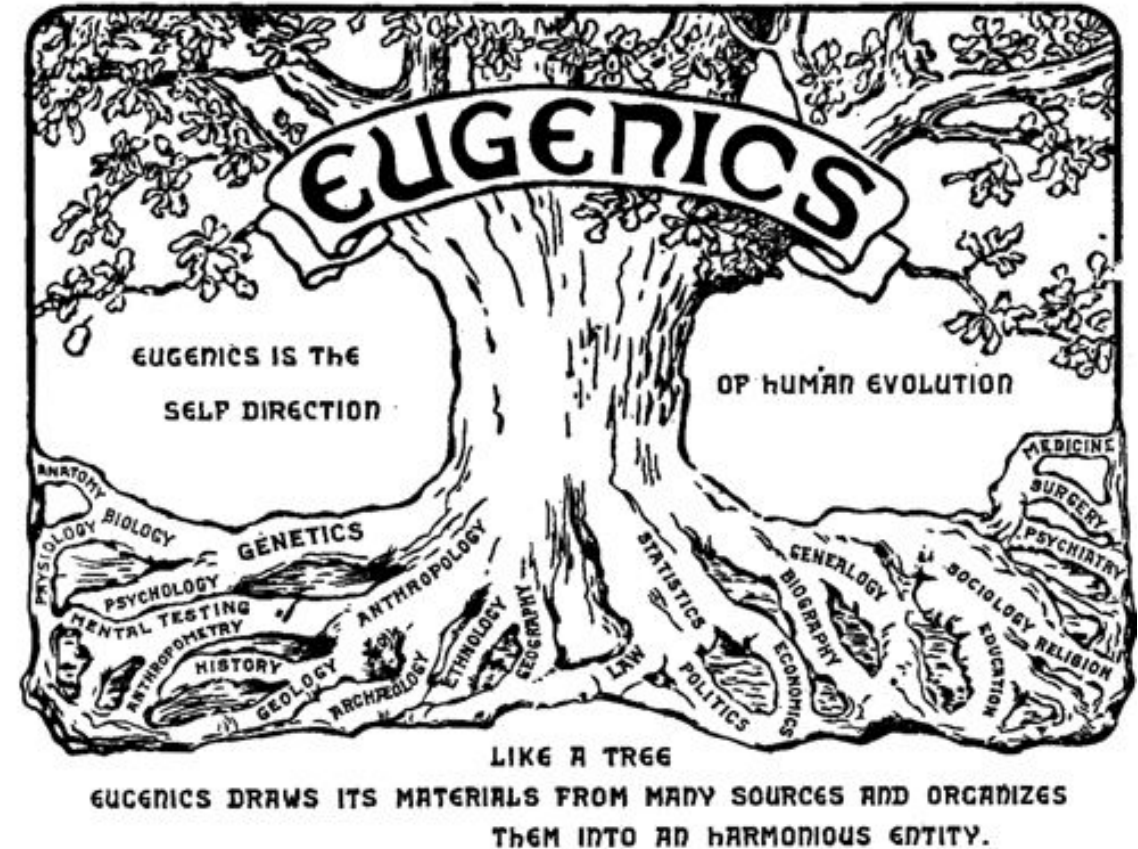 EUGENICS
EUGENICS IS THE
SELF DIRECTION
OF HUMAN EVOLUTION
ANATOMY
BIOLOGY
PHYSIOLOGY
GENETICS
PSYCHOLOGY
MENTAL TESTING
ANTHROPOMETRY
HISTORY
ANTHROPOLOGY
GEOLOGY
ARCHÆOLOGY
ETHNOLOGY
GEOGRAPHY
LAW
STATISTICS
POLITICS
ECONOMICS
BIOGRAPHY
GENEALOGY
EDUCATION
SOCIOLOGY
RELIGION
PSYCHIATRY
SURGERY
MEDICINE
LIKE A TREE
EUGENICS DRAWS ITS MATERIALS FROM MANY SOURCES AND ORGANIZES
THEM INTO AN HARMONIOUS ENTITY.